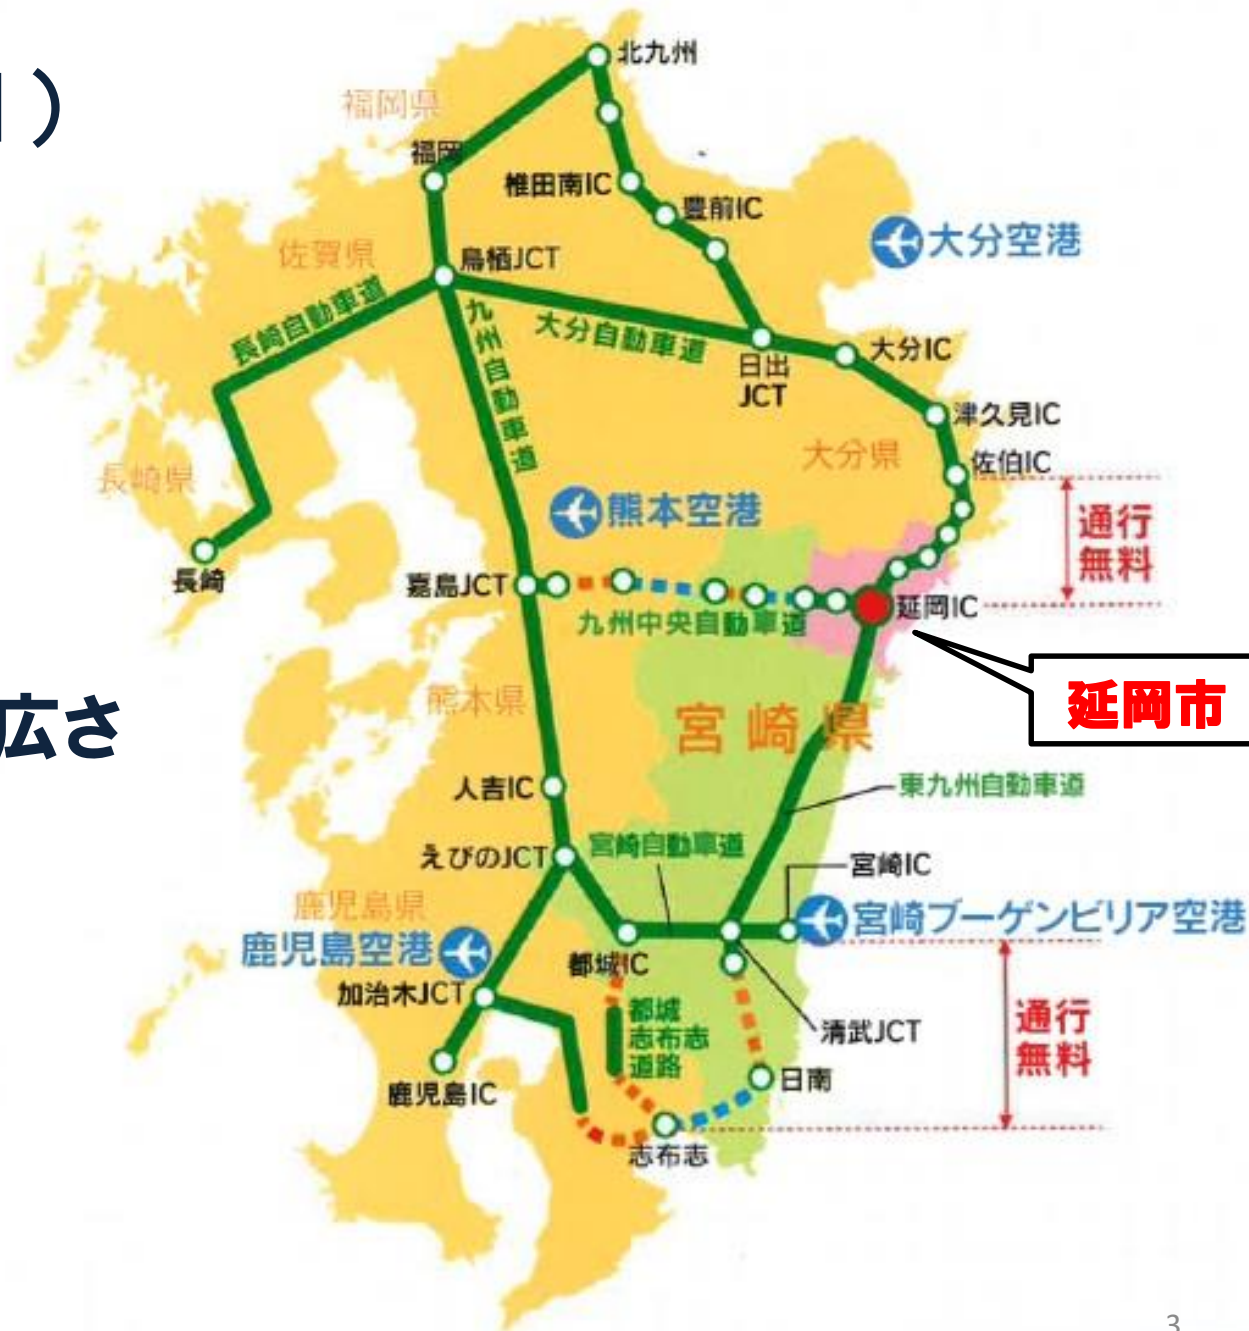 ）
広さ
北九州
福岡県
福岡
椎田南IC
豊前IC
大分空港
佐賀県
鳥栖JCT
長崎自動車道
九州自動車道
大分自動車道
日出
JCT
大分IC
津久見IC
大分県
佐伯IC
長崎県
熊本空港
通行
無料
長崎
嘉島JCT
九州中央自動車道
延岡IC
延岡市
熊本県
宮崎県
人吉IC
東九州自動車道
えびのJCT
宮崎自動車道
宮崎IC
鹿児島県
鹿児島空港
宮崎ブーゲンビリア空港
都城IC
加治木JCT
都城
志布志
道路
清武JCT
通行
無料
日南
鹿児島IC
志布志
3